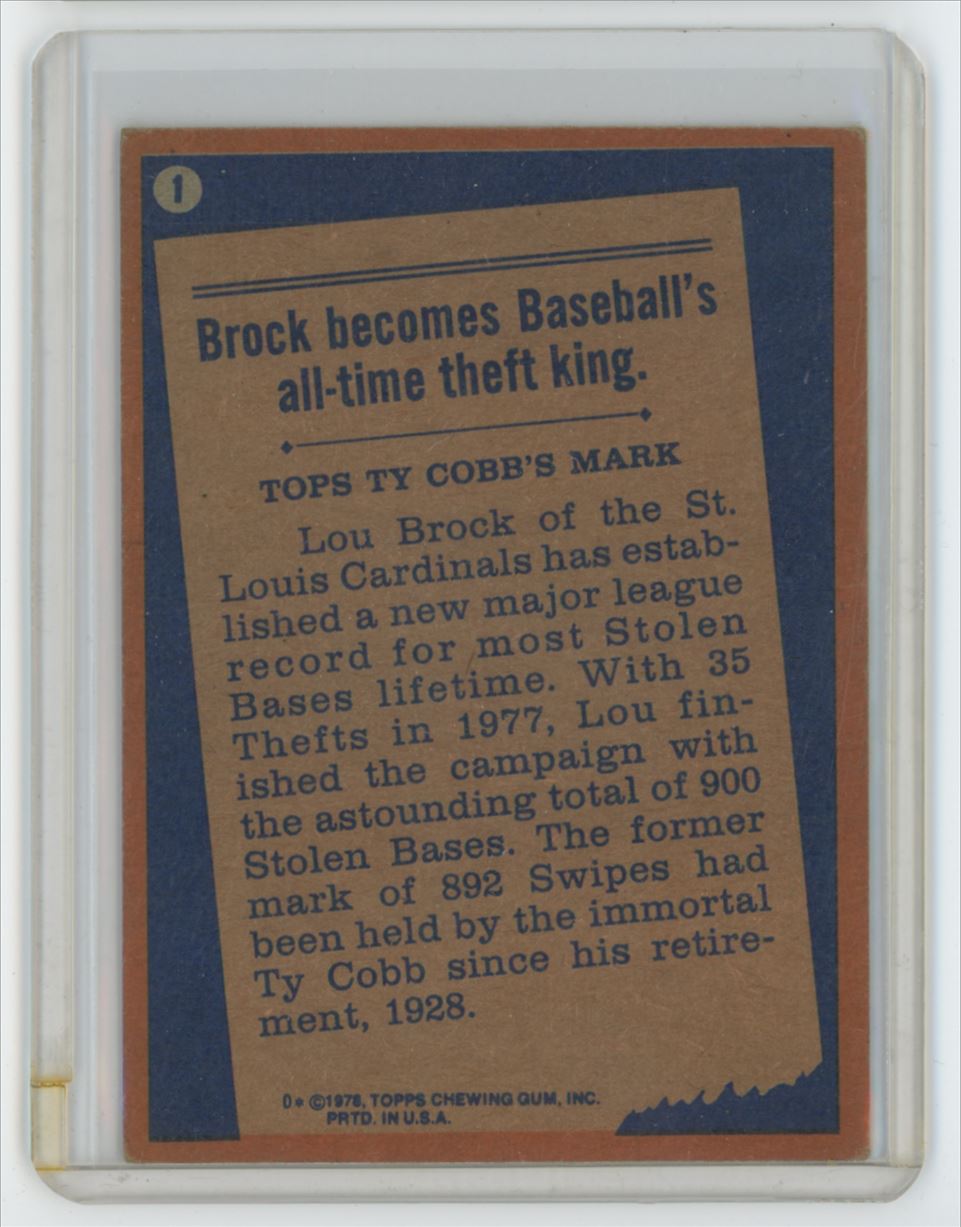 1
Brock becomes Baseball's
all-time theft king.
TOPS TY COBB'S MARK
Lou Brock of the St.
Louis Cardinals has estab-
lished a new major league
record for most Stolen
Bases lifetime. With 35
Thefts in 1977, Lou fin-
ished the campaign with
the astounding total of 900
Stolen Bases. The former
mark of 892 Swipes had
been held by the immortal
Ty Cobb since his retire-
ment, 1928.
0* ©1978, TOPPS CHEWING GUM, INC.
PRTD. IN U.S.A.